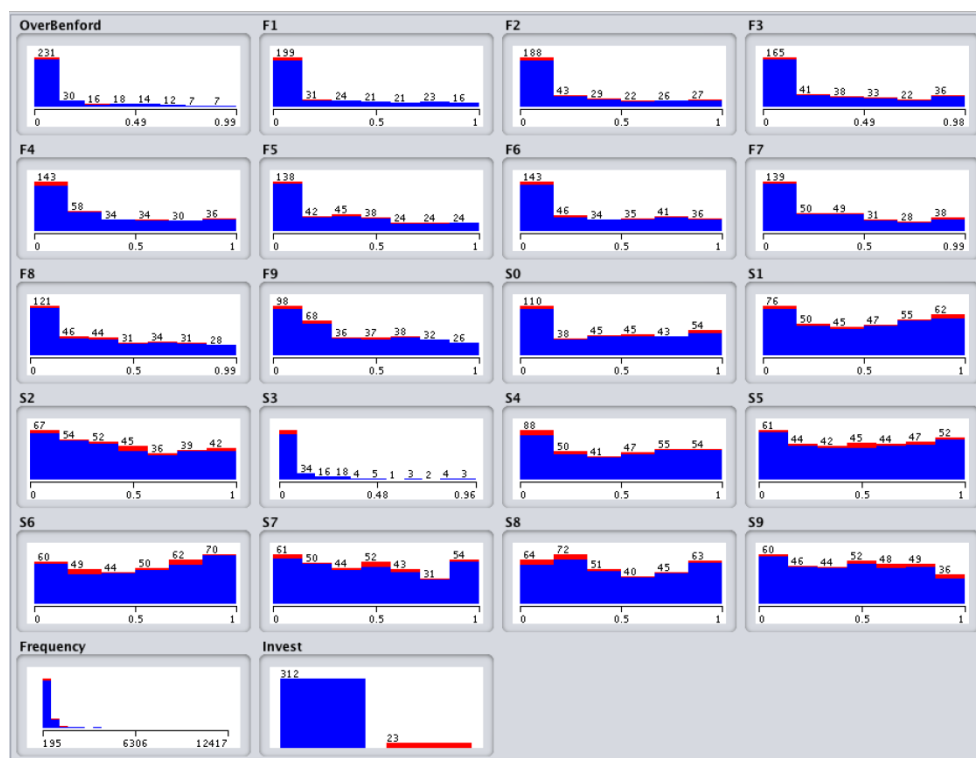 OverBenford F1 F2 F3
231 30 16 18 14 12 7 7
0 0.49 0.99
199 31 24 21 21 23 16
0 0.5 1
188 43 29 22 26 27
0 0.5 1
165 41 38 33 22 36
0 0.49 0.98
F4 F5 F6 F7
143 58 34 34 30 36
0 0.5 1
138 42 45 38 24 24 24
0 0.5 1
143 46 34 35 41 36
0 0.5 1
139 50 49 31 28 38
0 0.5 0.99
F8 F9 S0 S1
121 46 44 31 34 31 28
0 0.5 0.99
98 68 36 37 38 32 26
0 0.5 1
110 38 45 45 43 54
0 0.5 1
76 50 45 47 55 62
0 0.5 1
S2 S3 S4 S5
67 54 52 45 36 39 42
0 0.5 1
34 16 18 4 5 1 3 2 4 3
0 0.48 0.96
88 50 41 47 55 54
0 0.5 1
61 44 42 45 44 47 52
0 0.5 1
S6 S7 S8 S9
60 49 44 50 62 70
0 0.5 1
61 50 44 52 43 31 54
0 0.5 1
64 72 51 40 45 63
0 0.5 1
60 46 44 52 48 49 36
0 0.5 1
Frequency Invest
195 6306 12417
312 23